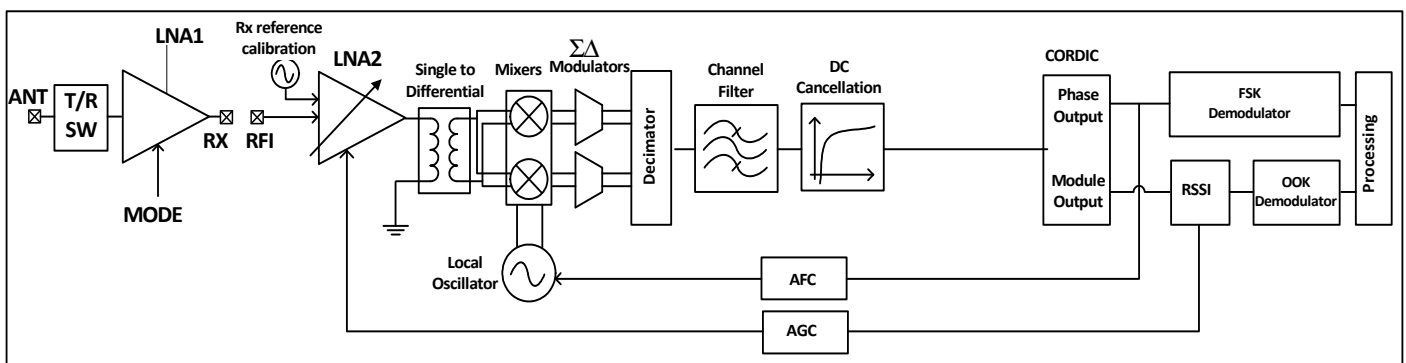 LNA1
Rx reference
calibration
LNA2
Single to
Differential
Mixers
ΣΔ
Modulators
Channel
Filter
DC
Cancellation
CORDIC
ANT
T/R
SW
RX
RFI
MODE
Decimator
Phase
Output
Module
Output
FSK
Demodulator
RSSI
OOK
Demodulator
Processing
Local
Oscillator
AFC
AGC